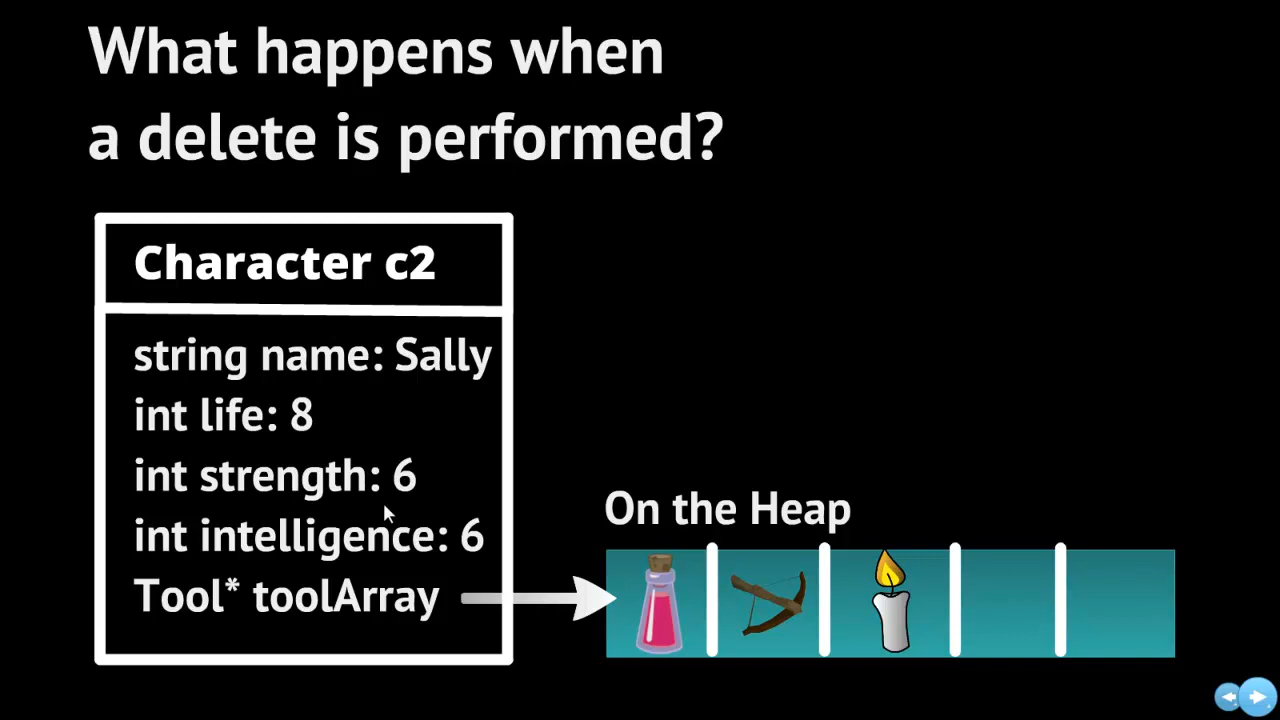 What happens when
a delete is performed?
Character c2
string name: Sally
int life: 8
int strength: 6
int intelligence: 6
Tool* toolArray
On the Heap